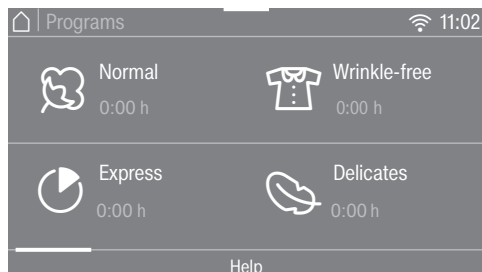 Programs 11:02
Normal
0:00 h
Wrinkle-free
0:00 h
Express
0:00 h
Delicates
0:00 h
Help